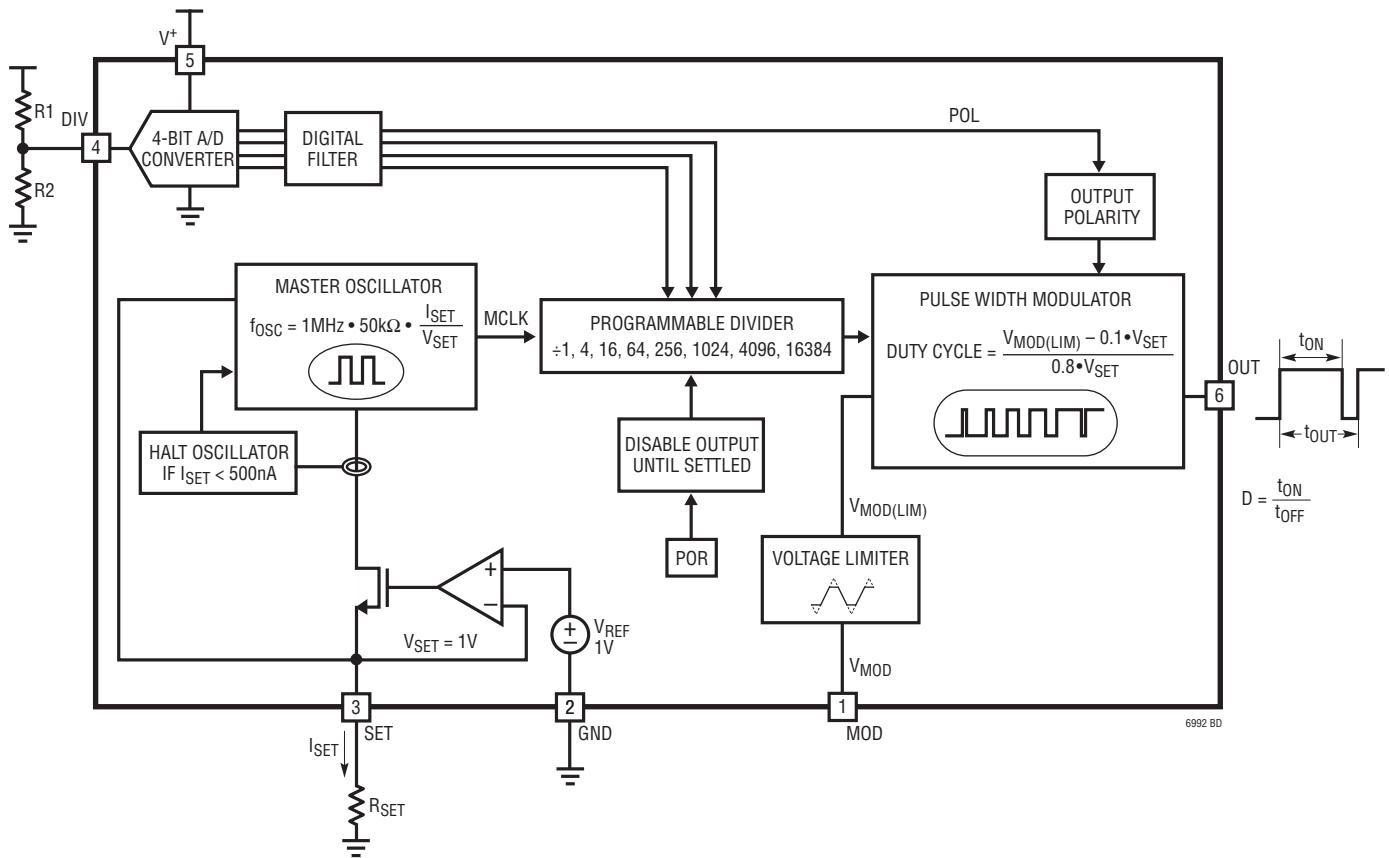 V+
5
R1
DIV
4
R2
4-BIT A/D
CONVERTER
DIGITAL
FILTER
POL
OUTPUT
POLARITY
MASTER OSCILLATOR
fOSC = 1MHz • 50kΩ • ISET / VSET
MCLK
PROGRAMMABLE DIVIDER
÷1, 4, 16, 64, 256, 1024, 4096, 16384
PULSE WIDTH MODULATOR
DUTY CYCLE = VMOD(LIM) – 0.1•VSET / 0.8•VSET
OUT
6
tON
tOUT
D = tON / tOFF
HALT OSCILLATOR
IF ISET < 500nA
DISABLE OUTPUT
UNTIL SETTLED
POR
VMOD(LIM)
VOLTAGE LIMITER
VMOD
+
–
VSET = 1V
+
–
VREF
1V
3
SET
2
GND
1
MOD
6992 BD
ISET
RSET